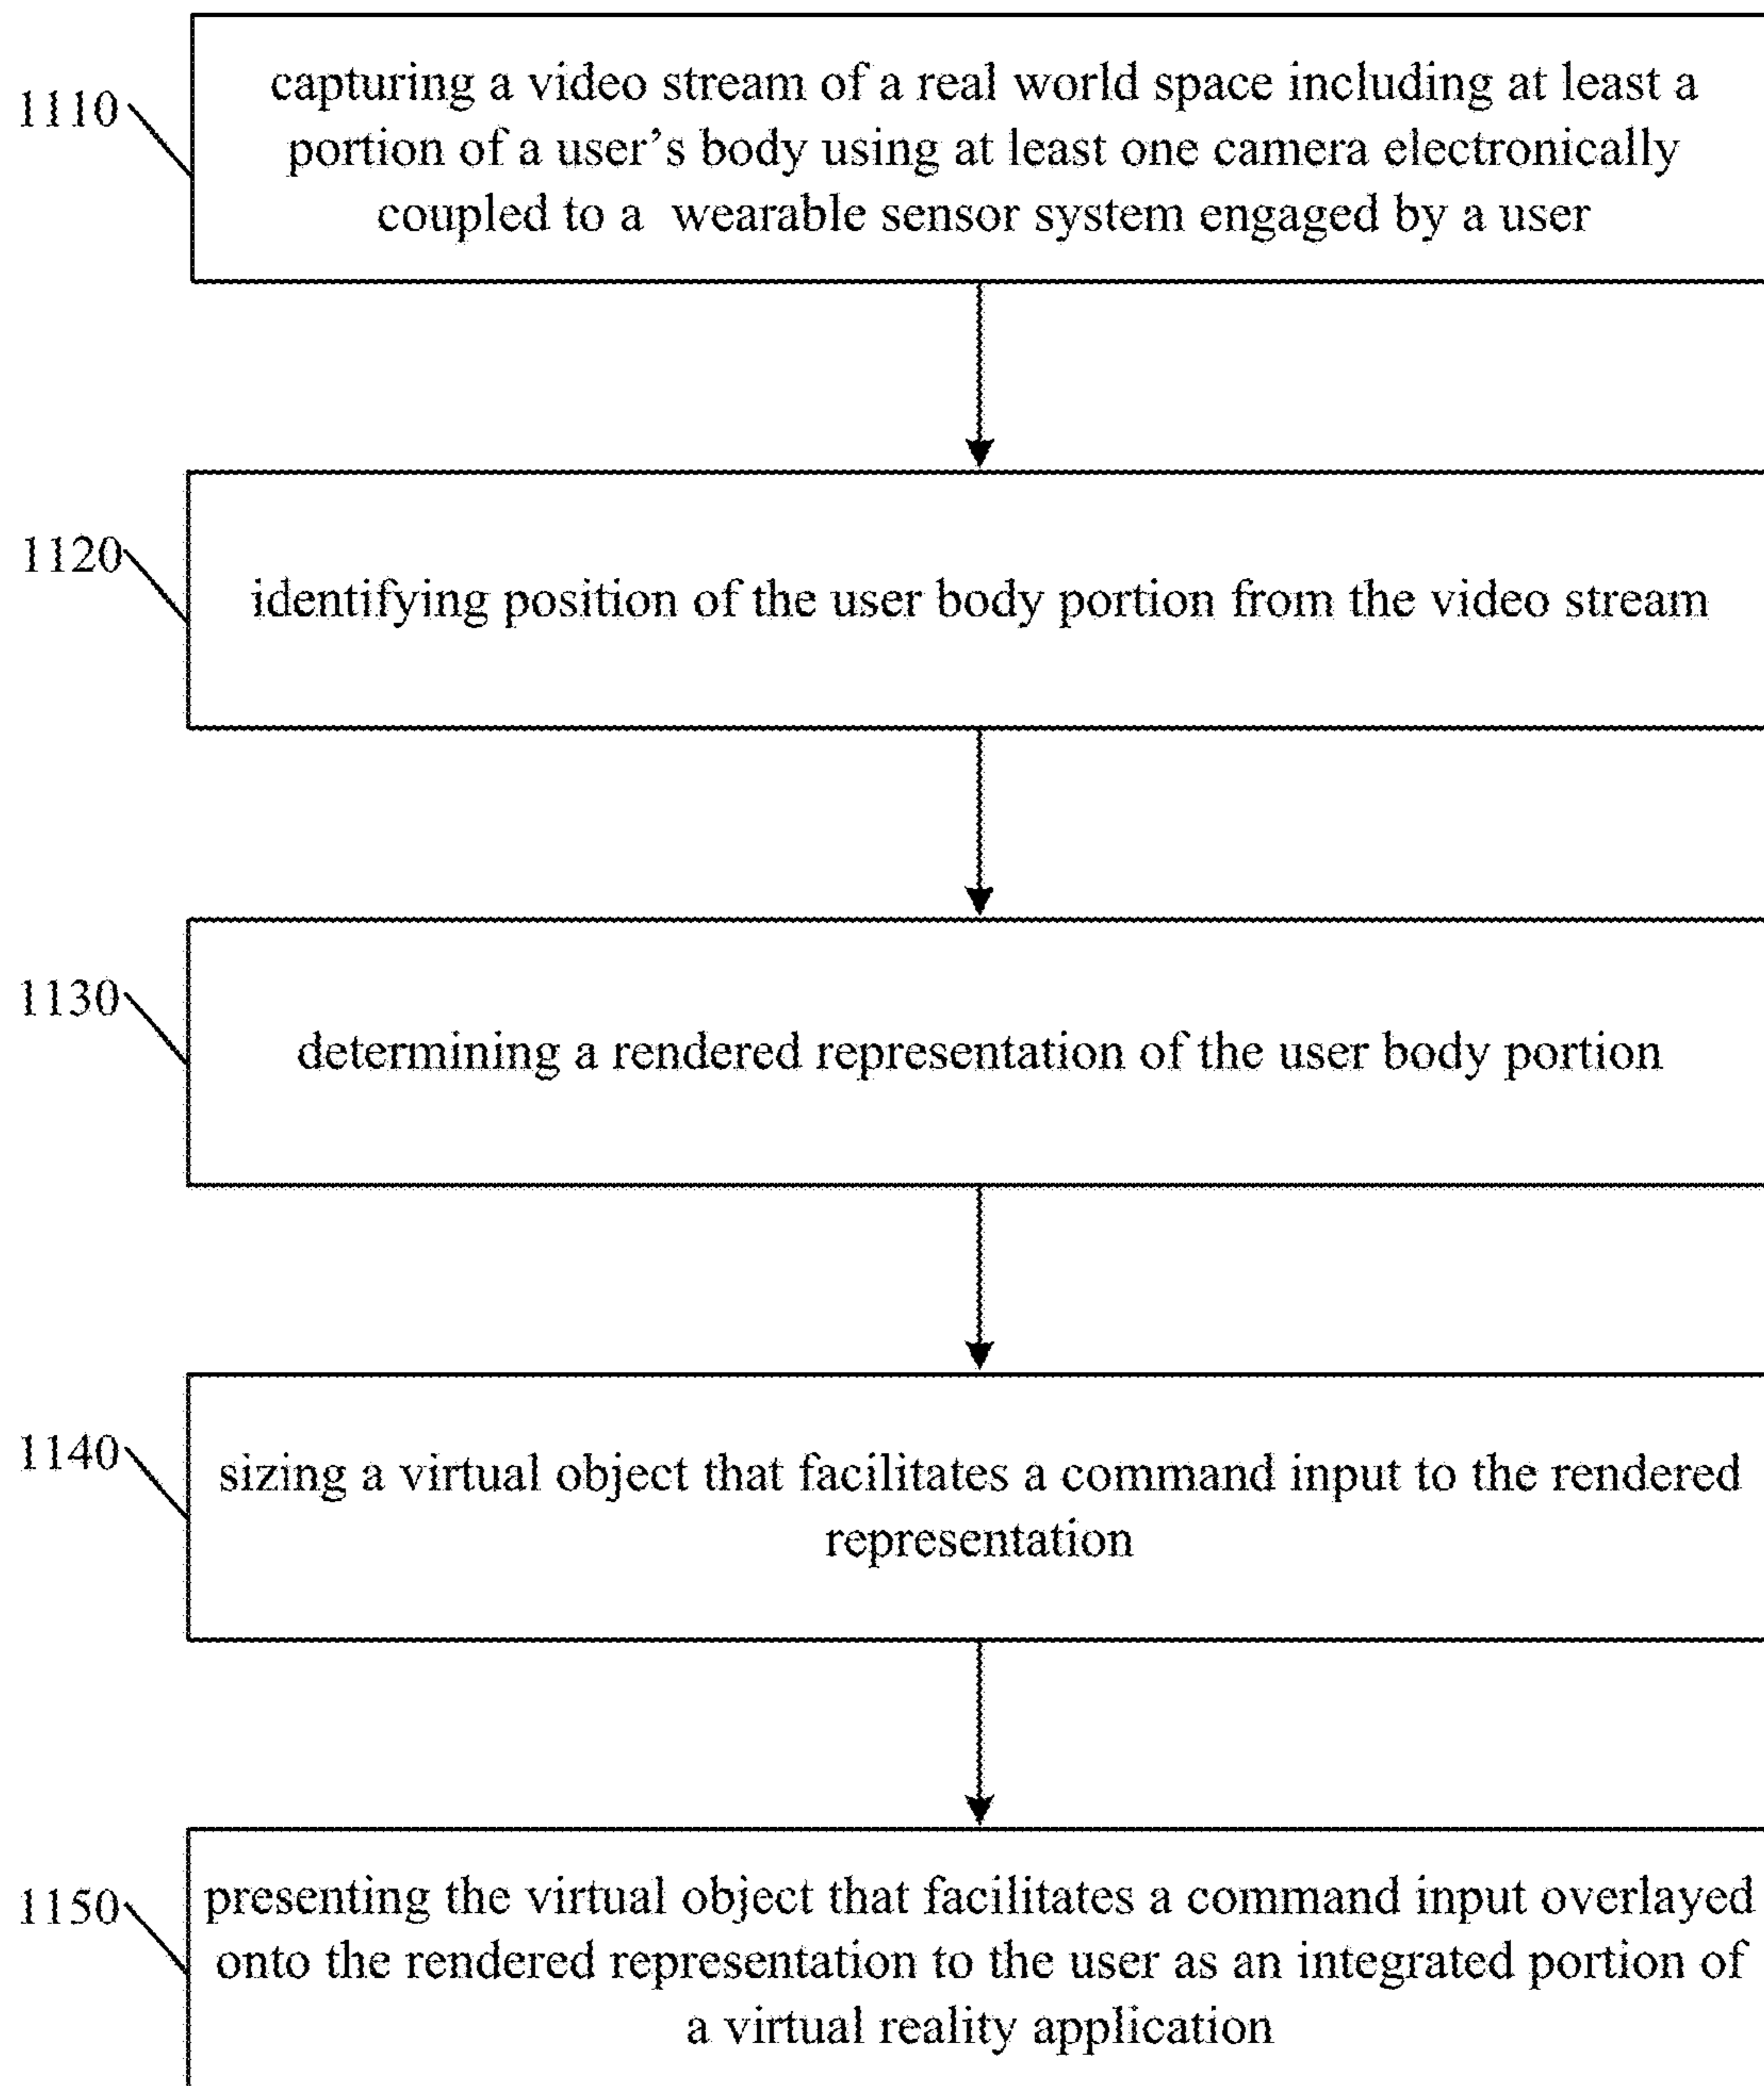 1110
capturing a video stream of a real world space including at least a
portion of a user’s body using at least one camera electronically
coupled to a wearable sensor system engaged by a user
1120
identifying position of the user body portion from the video stream
1130
determining a rendered representation of the user body portion
1140
sizing a virtual object that facilitates a command input to the rendered
representation
1150
presenting the virtual object that facilitates a command input overlayed
onto the rendered representation to the user as an integrated portion of
a virtual reality application